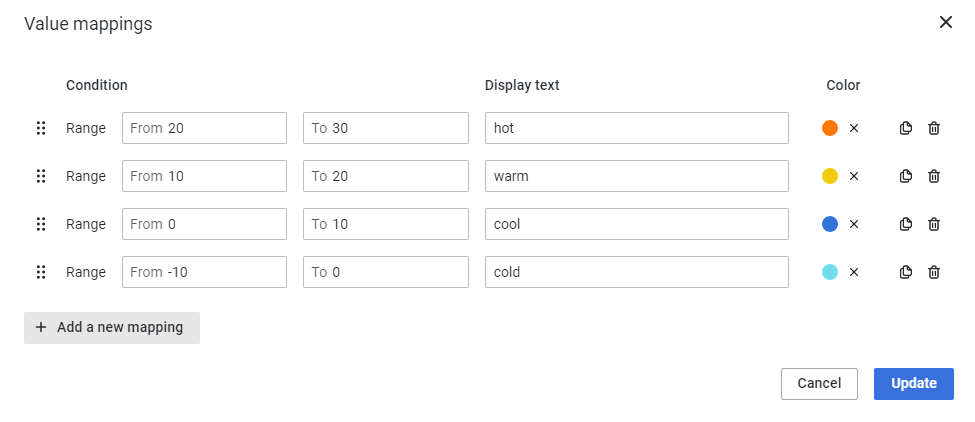 Value mappings
Condition Display text Color
Range From 20 To 30 hot
Range From 10 To 20 warm
Range From 0 To 10 cool
Range From -10 To 0 cold
+ Add a new mapping
Cancel Update